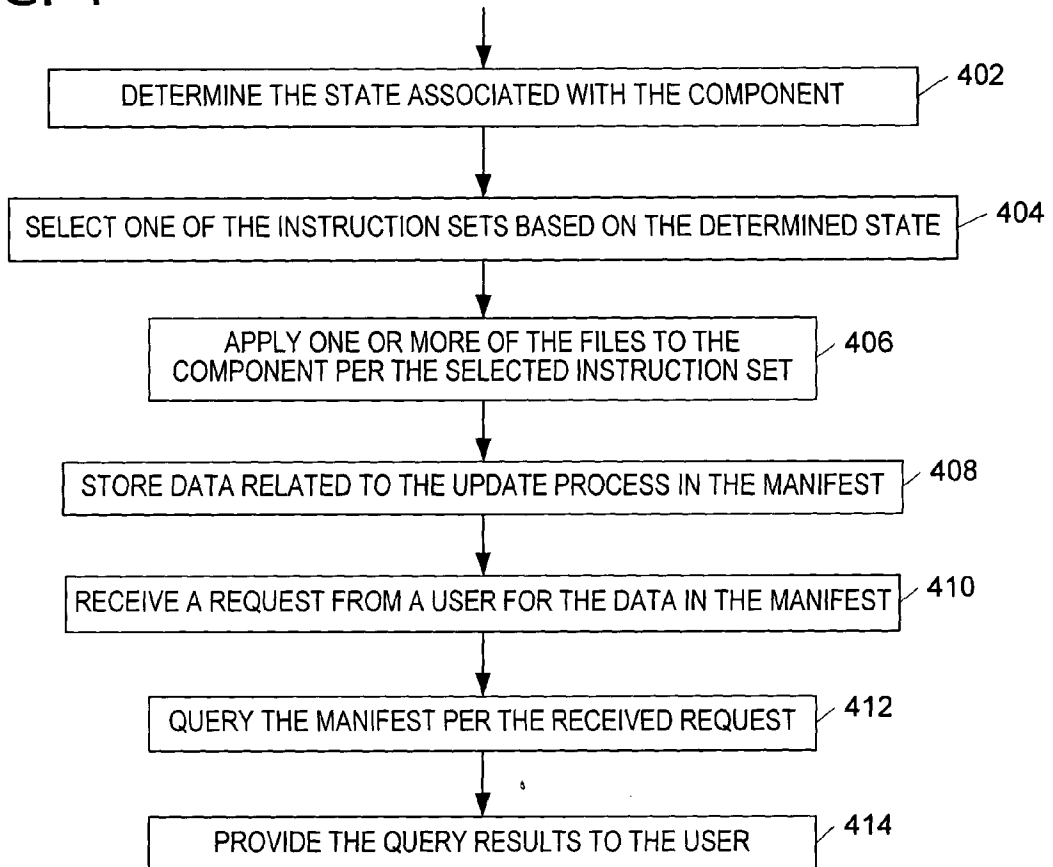 DETERMINE THE STATE ASSOCIATED WITH THE COMPONENT
402
SELECT ONE OF THE INSTRUCTION SETS BASED ON THE DETERMINED STATE
404
APPLY ONE OR MORE OF THE FILES TO THE
COMPONENT PER THE SELECTED INSTRUCTION SET
406
STORE DATA RELATED TO THE UPDATE PROCESS IN THE MANIFEST
408
RECEIVE A REQUEST FROM A USER FOR THE DATA IN THE MANIFEST
410
QUERY THE MANIFEST PER THE RECEIVED REQUEST
412
PROVIDE THE QUERY RESULTS TO THE USER
414